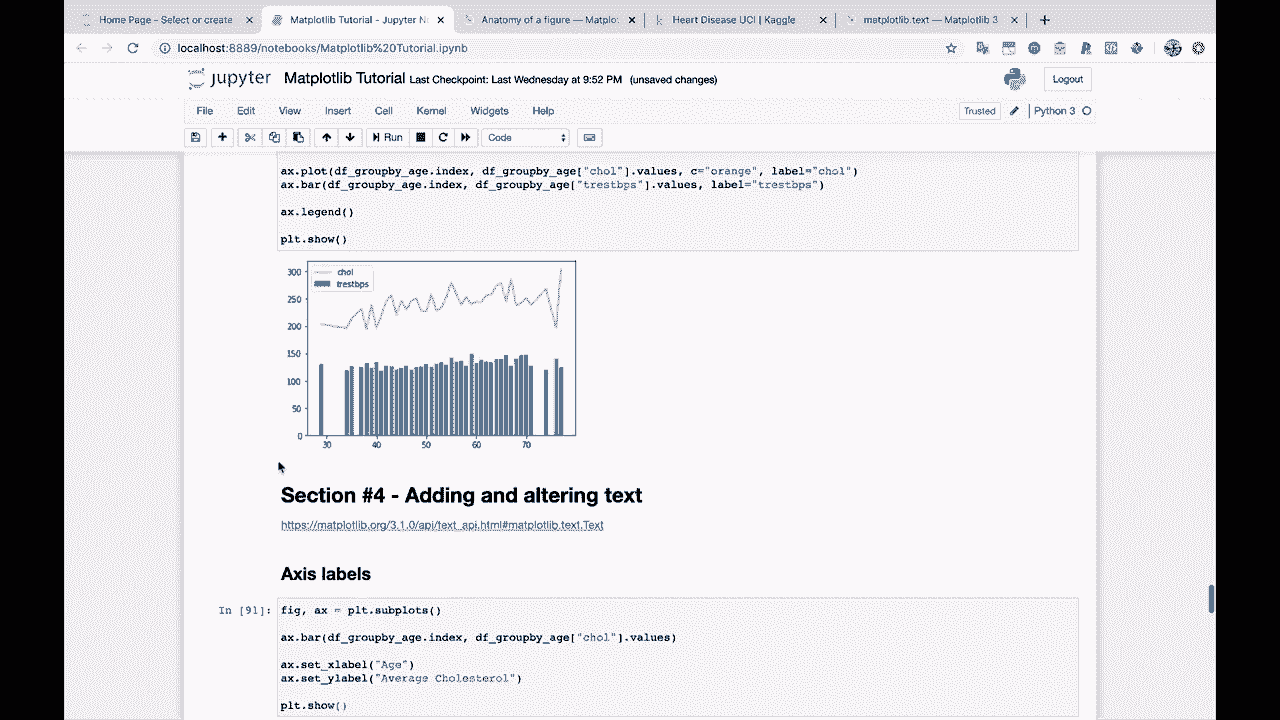 Home Page - Select or create
Matplotlib Tutorial - Jupyter N
Anatomy of a figure — Matplot
Heart Disease UCI | Kaggle
matplotlib.text — Matplotlib 3
localhost:8889/notebooks/Matplotlib%20Tutorial.ipynb
jupyter Matplotlib Tutorial Last Checkpoint: Last Wednesday at 9:52 PM (unsaved changes)
Logout
File Edit View Insert Cell Kernel Widgets Help
Trusted
Python 3
Run
Code
ax.plot(df_groupby_age.index, df_groupby_age["chol"].values, c="orange", label="chol")
ax.bar(df_groupby_age.index, df_groupby_age["trestbps"].values, label="trestbps")
ax.legend()
plt.show()
300
250
200
150
100
50
0
chol
trestbps
30 40 50 60 70
Section #4 - Adding and altering text
https://matplotlib.org/3.1.0/api/text_api.html#matplotlib.text.Text
Axis labels
In [91]:
fig, ax = plt.subplots()
ax.bar(df_groupby_age.index, df_groupby_age["chol"].values)
ax.set_xlabel("Age")
ax.set_ylabel("Average Cholesterol")
plt.show()